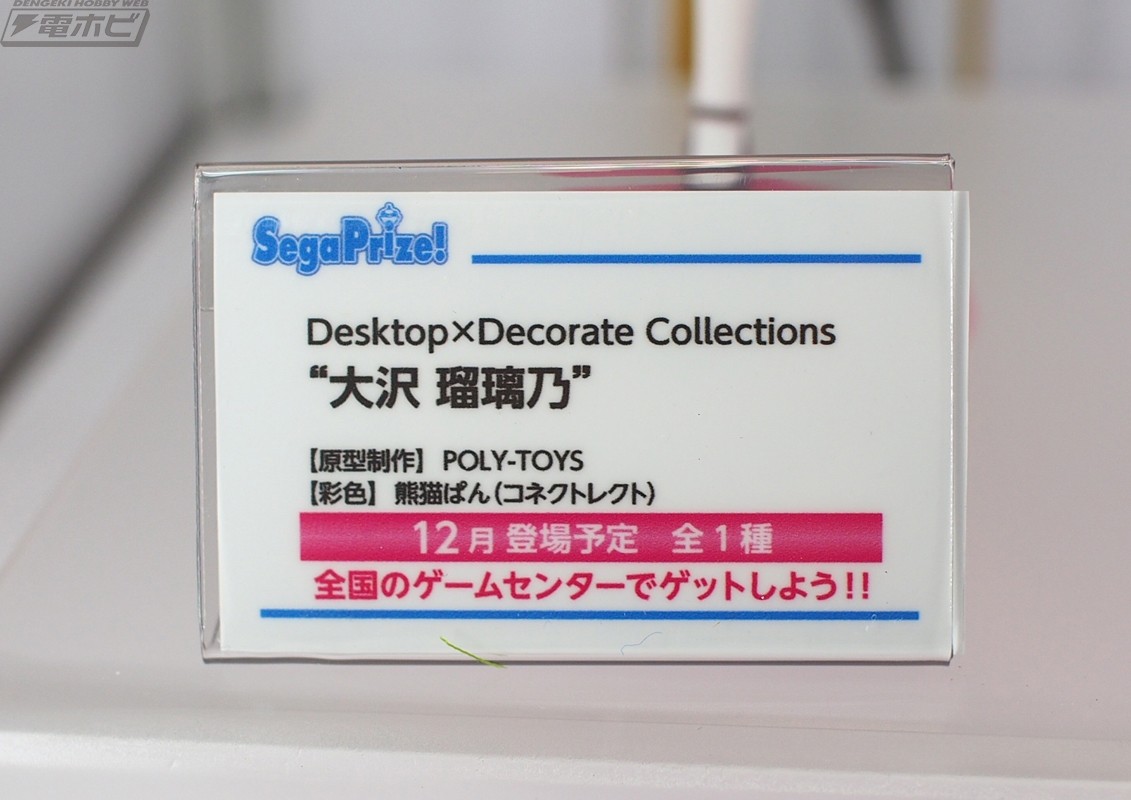 DENGEKI HOBBY WEB
電ホビ
SegaPrize!
Desktop×Decorate Collections
“大沢 瑠璃乃”
【原型制作】 POLY-TOYS
【彩色】 熊猫ぱん(コネクトレクト)
12月 登場予定 全1種
全国のゲームセンターでゲットしよう!!